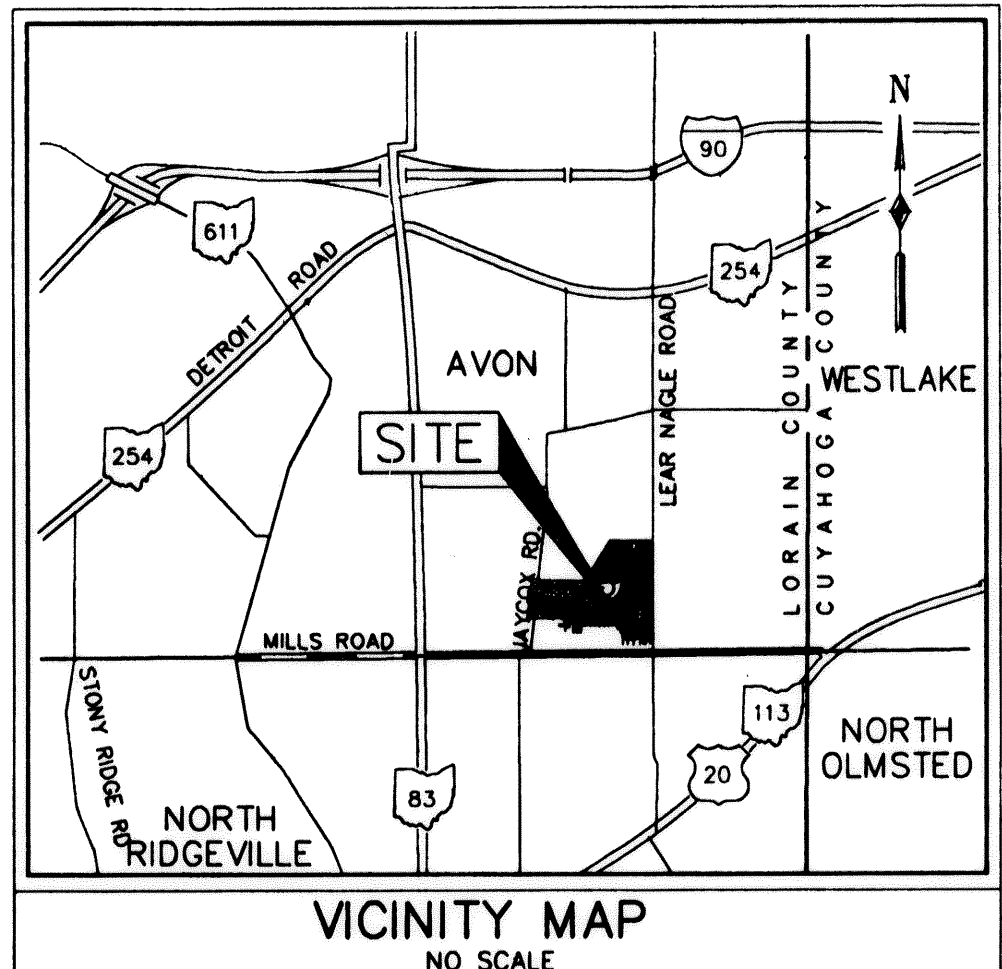 N
90
611
254
DETROIT ROAD
LEAR NAGLE ROAD
LORAIN COUNTY
CUYAHOGA COUNTY
AVON
WESTLAKE
SITE
254
JAYCOX RD.
MILLS ROAD
STONY RIDGE RD
113
20
83
NORTH
OLMSTED
NORTH
RIDGEVILLE
VICINITY MAP
NO SCALE